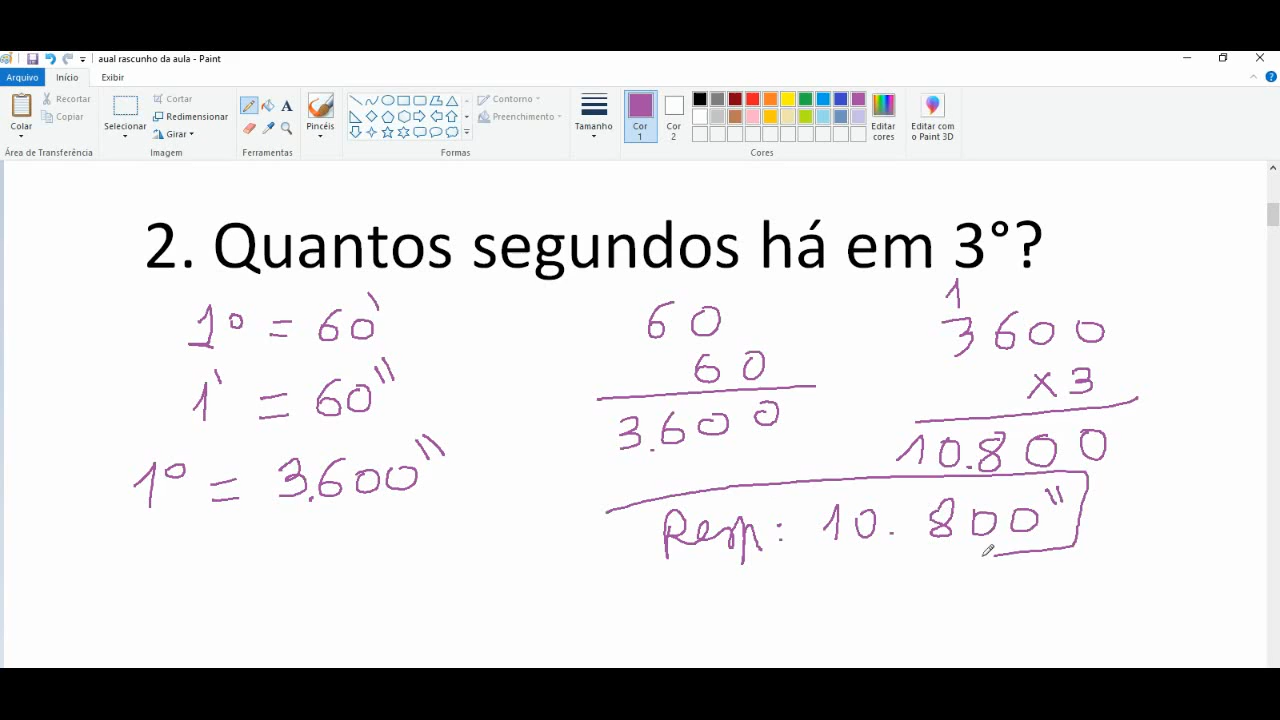 aual rascunho da aula - Paint
Arquivo Início Exibir
Colar
Recortar
Copiar
Área de Transferência
Selecionar
Cortar
Redimensionar
Girar
Imagem
A
Ferramentas
Pincéis
Contorno
Preenchimento
Formas
Tamanho
Cor 1
Cor 2
Editar cores
Cores
Editar com o Paint 3D
2. Quantos segundos há em 3°?
1° = 60'
1' = 60''
1° = 3.600''
60
60
3.600
1
3600
x3
10.800
Resp: 10.800''